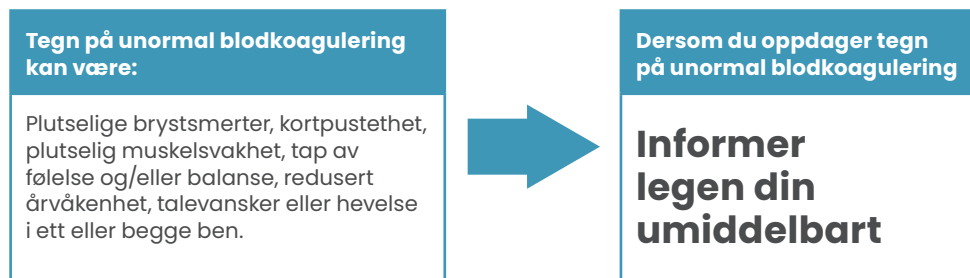 Tegn på unormal blodkoagulering
kan være:
Plutselige brystsmerter, kortpustethet,
plutselig muskelsvakhet, tap av
følelse og/eller balanse, redusert
årvåkenhet, talevansker eller hevelse
i ett eller begge ben.
Dersom du oppdager tegn
på unormal blodkoagulering
Informer
legen din
umiddelbart